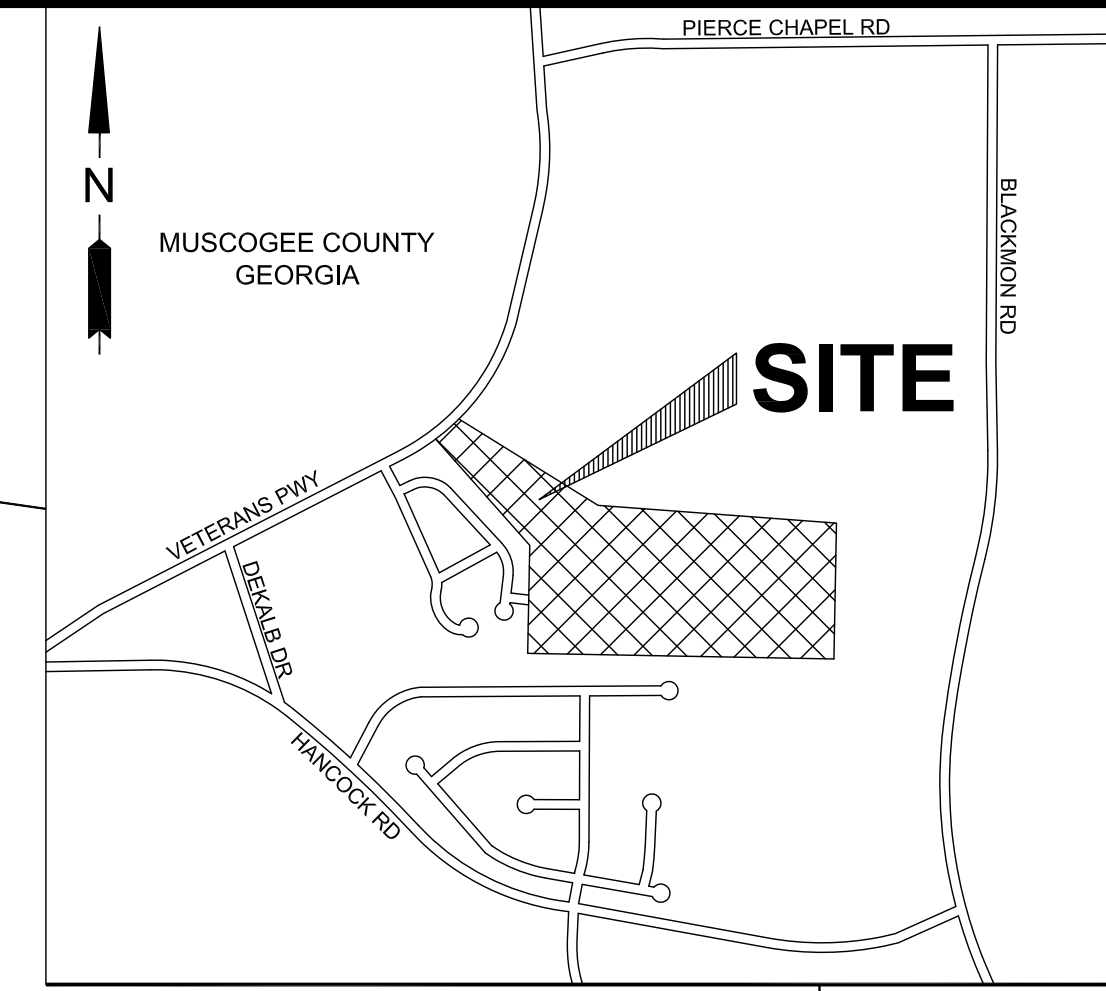 PIERCE CHAPEL RD
N
BLACKMON RD
MUSCOGEE COUNTY
GEORGIA
SITE
VETERANS PWY
DEKALB DR
HANCOCK RD